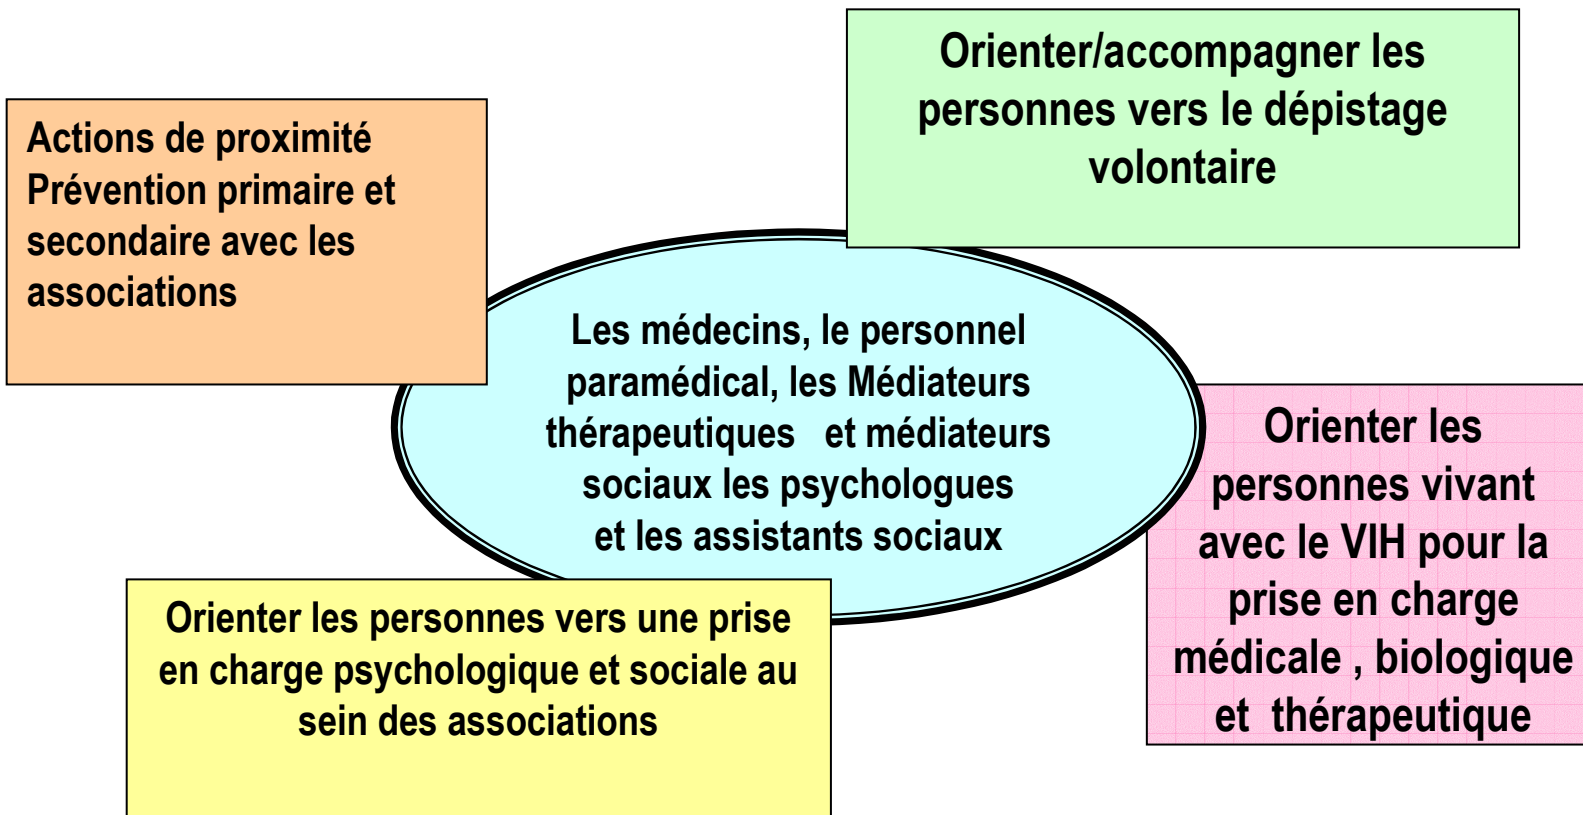 Orienter/accompagner les
personnes vers le dépistage
volontaire
Actions de proximité
Prévention primaire et
secondaire avec les
associations
Les médecins, le personnel
paramédical, les Médiateurs
thérapeutiques   et médiateurs
sociaux les psychologues
et les assistants sociaux
Orienter les
personnes vivant
avec le VIH pour la
prise en charge
médicale , biologique
et  thérapeutique
Orienter les personnes vers une prise
en charge psychologique et sociale au
sein des associations